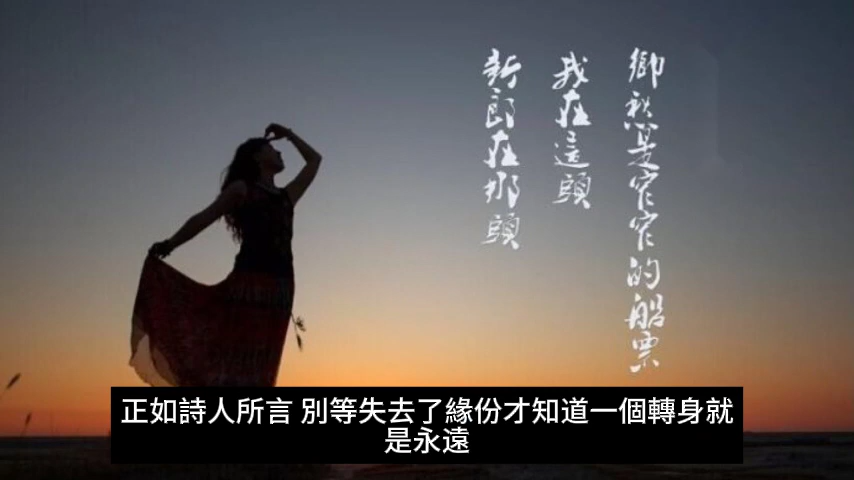 鄉愁是窄窄的船票
我在這頭
新郎在那頭
正如詩人所言 別等失去了緣份才知道一個轉身就
是永遠